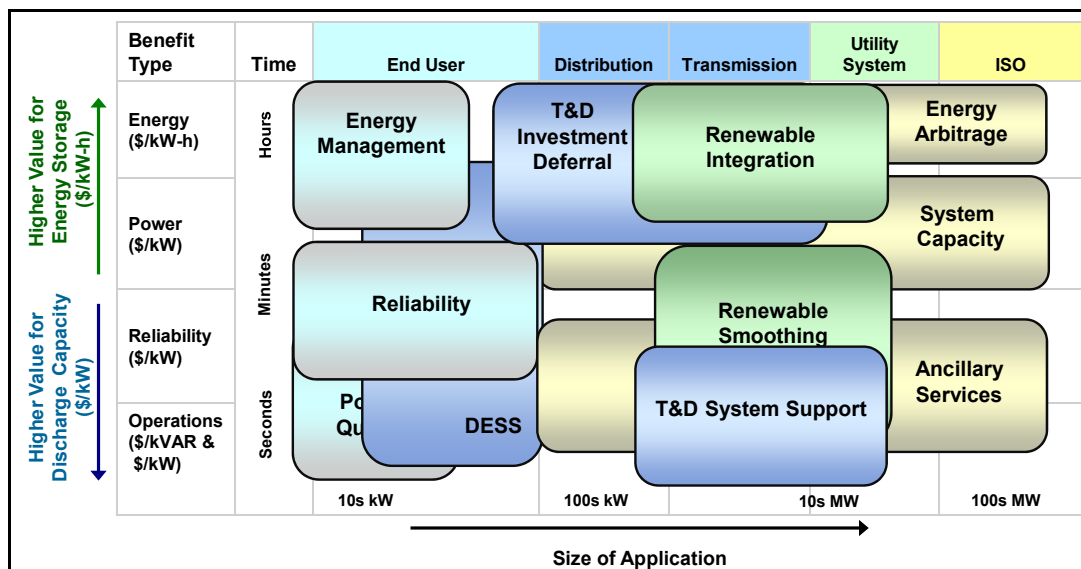 Benefit
Type
Time
End User
Distribution
Transmission
Utility
System
ISO
Higher Value for
Energy Storage
($/kW-h)
Higher Value for
Discharge Capacity
($/kW)
Energy
($/kW-h)
Power
($/kW)
Reliability
($/kW)
Operations
($/kVAR &
$/kW)
Hours
Minutes
Seconds
Energy
Management
T&D
Investment
Deferral
Renewable
Integration
Energy
Arbitrage
System
Capacity
Reliability
Renewable
Smoothing
Ancillary
Services
DESS
T&D System Support
10s kW
100s kW
10s MW
100s MW
Size of Application